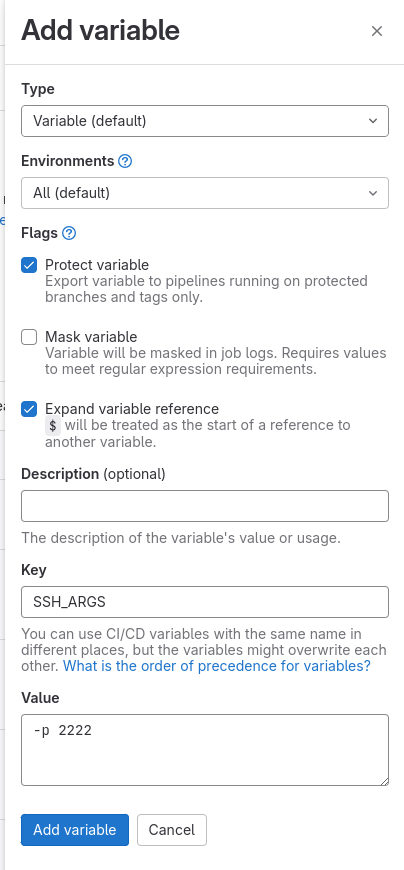 Add variable
Type
Variable (default)
Environments
All (default)
Flags
Protect variable
Export variable to pipelines running on protected
branches and tags only.
Mask variable
Variable will be masked in job logs. Requires values
to meet regular expression requirements.
Expand variable reference
$ will be treated as the start of a reference to
another variable.
Description (optional)
The description of the variable's value or usage.
Key
SSH_ARGS
You can use CI/CD variables with the same name in
different places, but the variables might overwrite each
other. What is the order of precedence for variables?
Value
-p 2222
Add variable Cancel